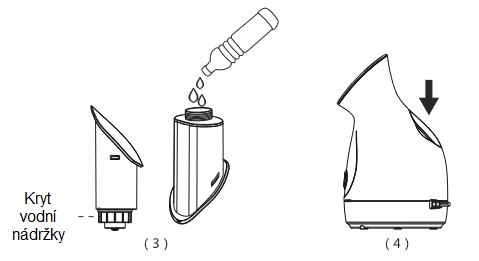 Kryt
vodní
nádržky
(3)
(4)